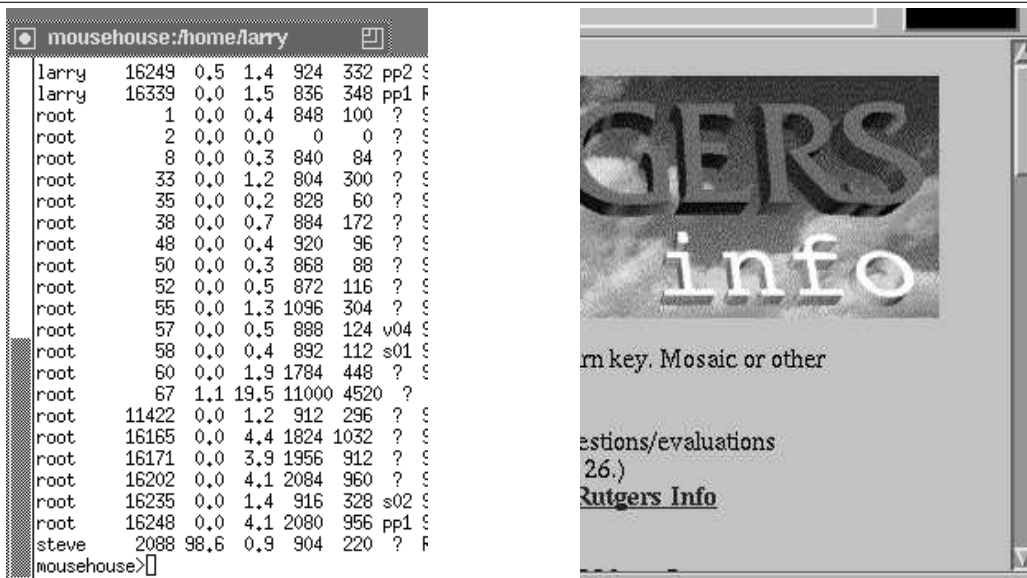 mousehouse:/home/larry
larry 16249 0.5 1.4 924 332 pp2 S
larry 16339 0.0 1.5 836 348 pp1 R
root 1 0.0 0.4 848 100 ? S
root 2 0.0 0.0 0 0 ? S
root 8 0.0 0.3 840 84 ? S
root 33 0.0 1.2 804 300 ? S
root 35 0.0 0.2 828 60 ? S
root 38 0.0 0.7 884 172 ? S
root 48 0.0 0.4 920 96 ? S
root 50 0.0 0.3 868 88 ? S
root 52 0.0 0.5 872 116 ? S
root 55 0.0 1.3 1096 304 ? S
root 57 0.0 0.5 888 124 v04 S
root 58 0.0 0.4 892 112 s01 S
root 60 0.0 1.9 1784 448 ? S
root 67 1.1 19.5 11000 4520 ?
root 11422 0.0 1.2 912 296 ? S
root 16165 0.0 4.4 1824 1032 ? S
root 16171 0.0 3.9 1956 912 ? S
root 16202 0.0 4.1 2084 960 ? S
root 16235 0.0 1.4 916 328 s02 S
root 16248 0.0 4.1 2080 956 pp1 S
steve 2088 98.6 0.9 904 220 ? R
mousehouse>
GERS
info
rn key. Mosaic or other
estions/evaluations
26.)
Rutgers Info